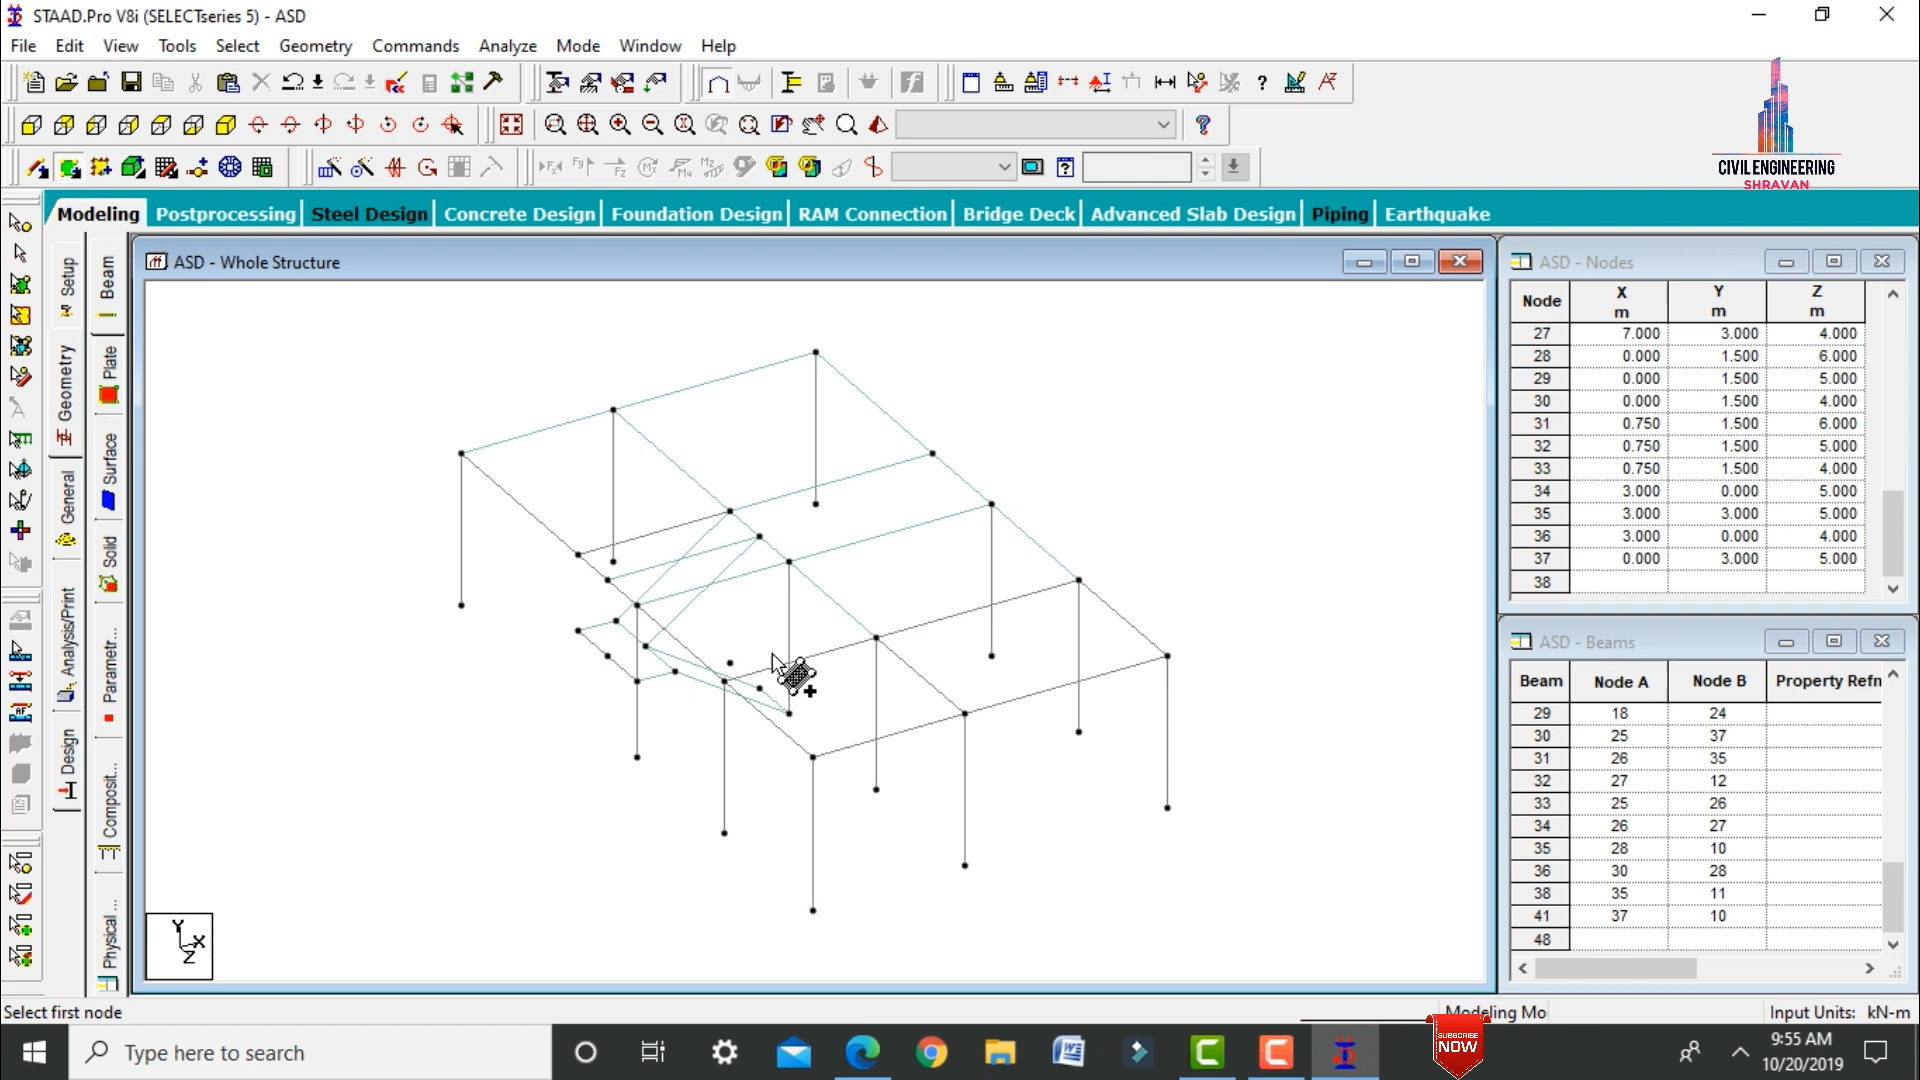 STAAD.Pro V8i (SELECTseries 5) - ASD
File Edit View Tools Select Geometry Commands Analyze Mode Window Help
CIVIL ENGINEERING
SHRAVAN
Modeling Postprocessing Steel Design Concrete Design Foundation Design RAM Connection Bridge Deck Advanced Slab Design Piping Earthquake
Setup
Geometry
General
Analysis/Print
Design
Beam
Plate
Surface
Solid
Parametr...
Composit...
Physical ...
ASD - Whole Structure
Y
X
Z
ASD - Nodes
Node X m Y m Z m
27 7.000 3.000 4.000
28 0.000 1.500 6.000
29 0.000 1.500 5.000
30 0.000 1.500 4.000
31 0.750 1.500 6.000
32 0.750 1.500 5.000
33 0.750 1.500 4.000
34 3.000 0.000 5.000
35 3.000 3.000 5.000
36 3.000 0.000 4.000
37 0.000 3.000 5.000
38
ASD - Beams
Beam Node A Node B Property Refn
29 18 24
30 25 37
31 26 35
32 27 12
33 25 26
34 26 27
35 28 10
36 30 28
38 35 11
41 37 10
48
Select first node
Modeling Mo
Input Units: kN-m
SUBSCRIBE
NOW
Type here to search
9:55 AM
10/20/2019